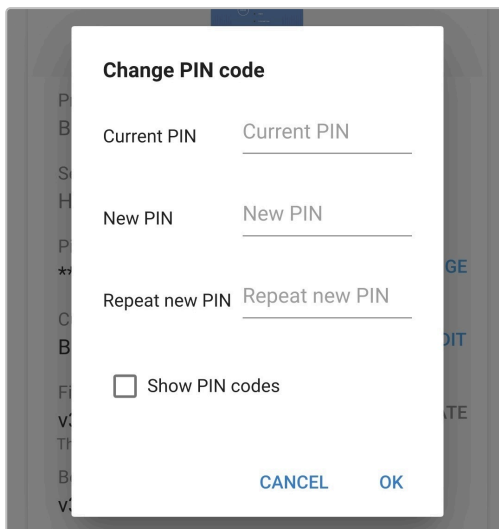 Change PIN code
Current PIN Current PIN
New PIN New PIN
Repeat new PIN Repeat new PIN
Show PIN codes
CANCEL OK